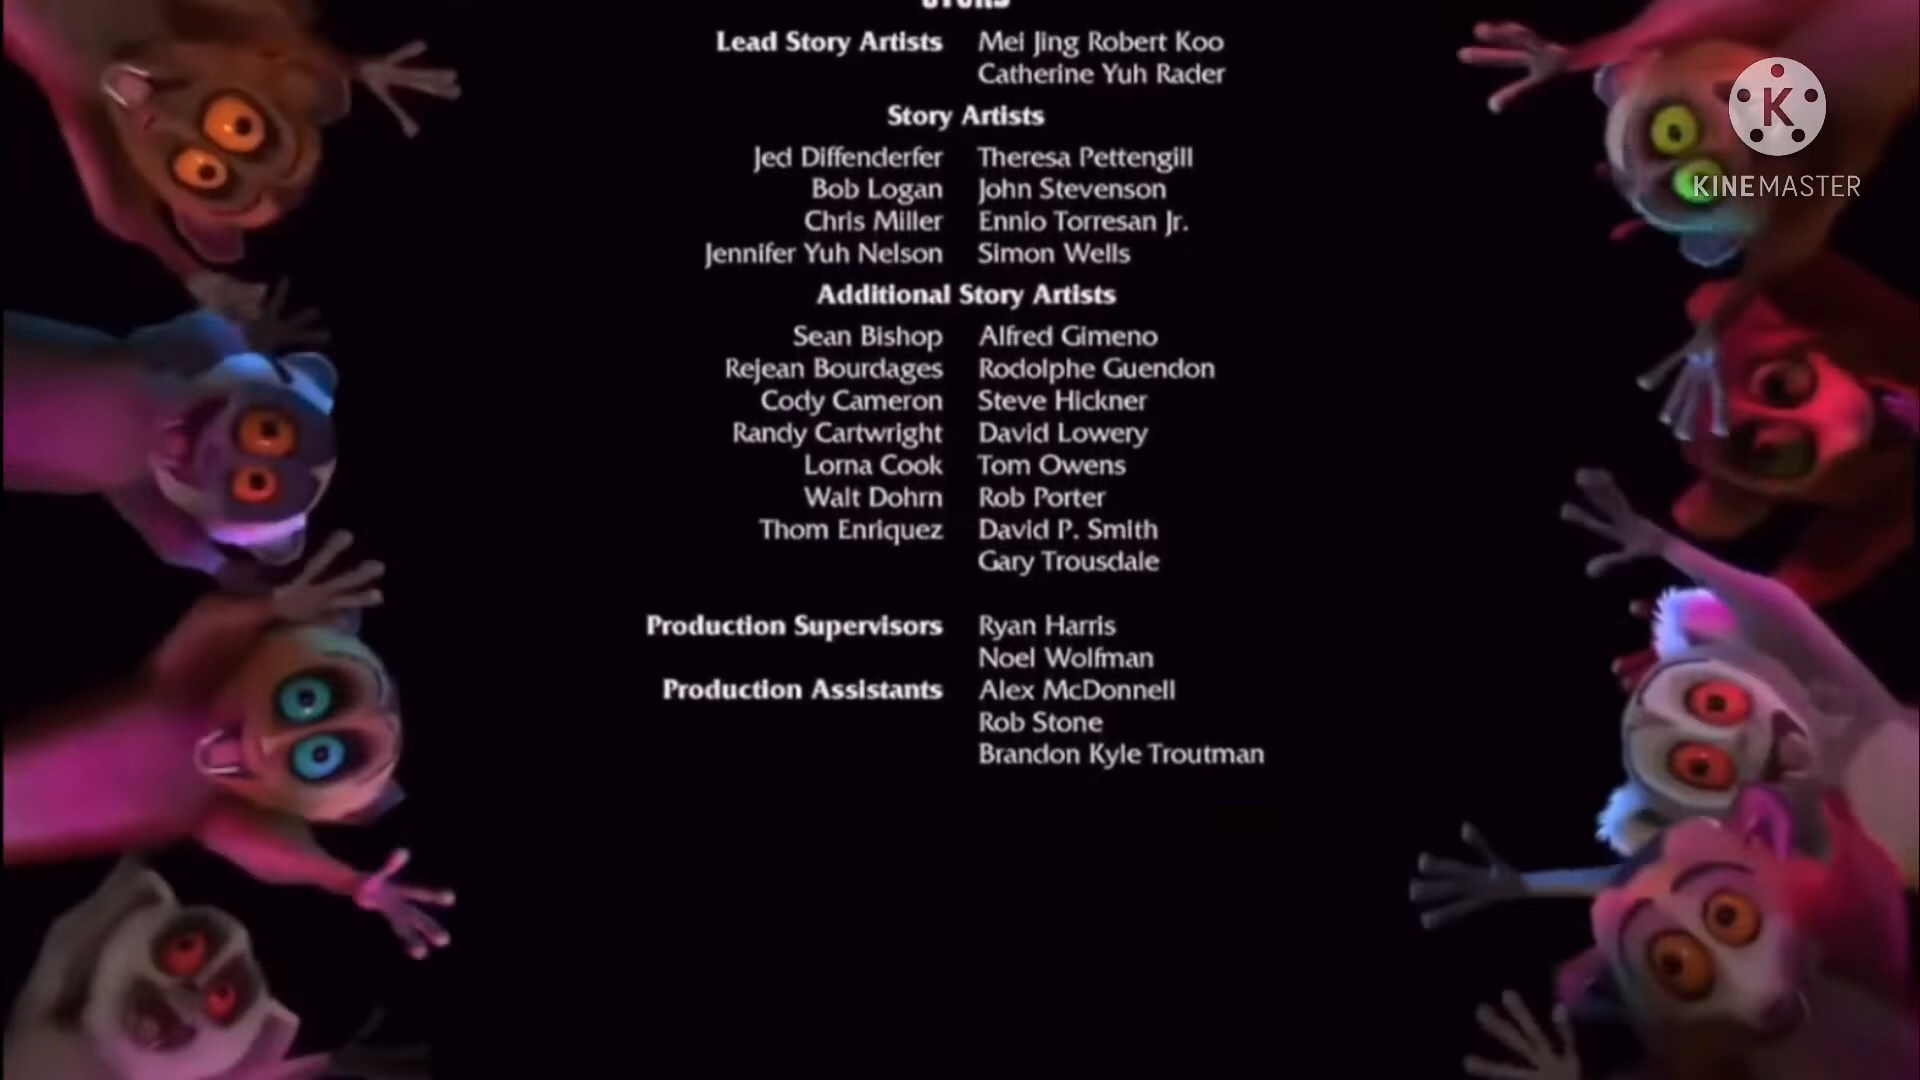 STORY
Lead Story Artists Mei Jing Robert Koo
Catherine Yuh Rader
Story Artists
Jed Diffenderfer Theresa Pettengill
Bob Logan John Stevenson
Chris Miller Ennio Torresan Jr.
Jennifer Yuh Nelson Simon Wells
Additional Story Artists
Sean Bishop Alfred Gimeno
Rejean Bourdages Rodolphe Guendon
Cody Cameron Steve Hickner
Randy Cartwright David Lowery
Lorna Cook Tom Owens
Walt Dohrn Rob Porter
Thom Enriquez David P. Smith
Gary Trousdale
Production Supervisors Ryan Harris
Noel Wolfman
Production Assistants Alex McDonnell
Rob Stone
Brandon Kyle Troutman
K
KINEMASTER